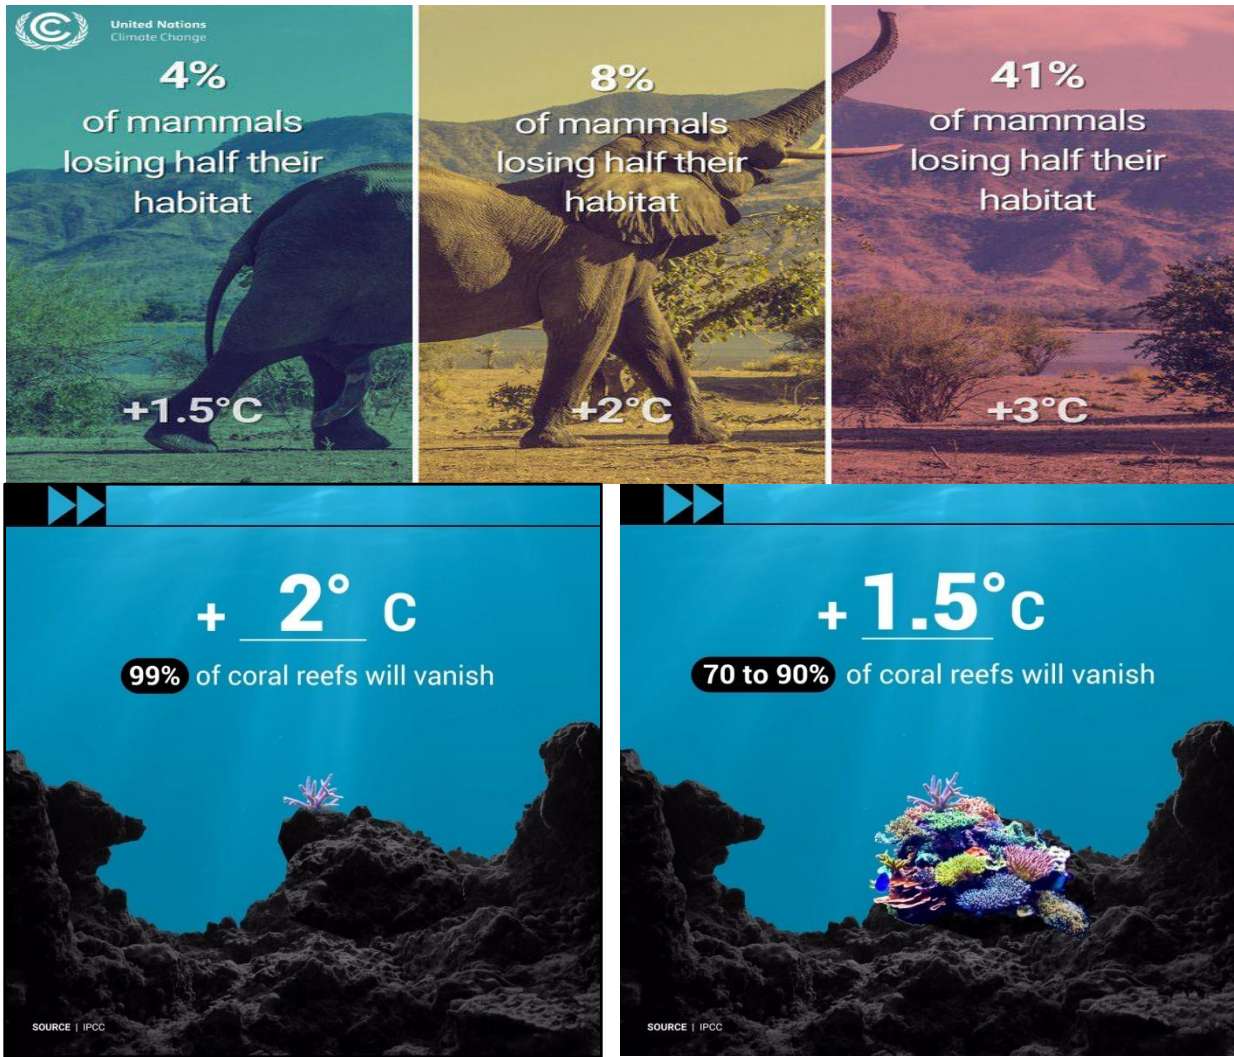 United Nations
Climate Change
4%
of mammals
losing half their
habitat
+1.5°C
8%
of mammals
losing half their
habitat
+2°C
41%
of mammals
losing half their
habitat
+3°C
+ 2° C
99% of coral reefs will vanish
SOURCE | IPCC
+ 1.5° C
70 to 90% of coral reefs will vanish
SOURCE | IPCC